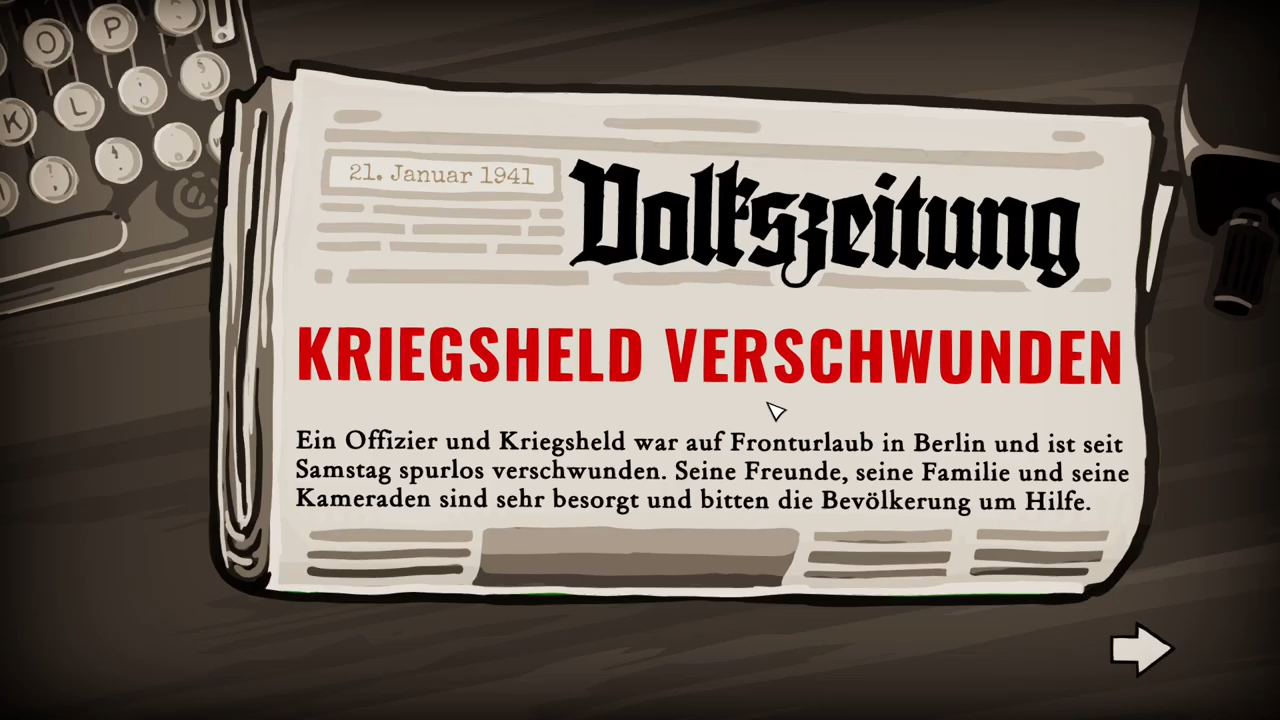 O P
K L
21. Januar 1941
Volkszeitung
KRIEGSHELD VERSCHWUNDEN
Ein Offizier und Kriegsheld war auf Fronturlaub in Berlin und ist seit
Samstag spurlos verschwunden. Seine Freunde, seine Familie und seine
Kameraden sind sehr besorgt und bitten die Bevölkerung um Hilfe.